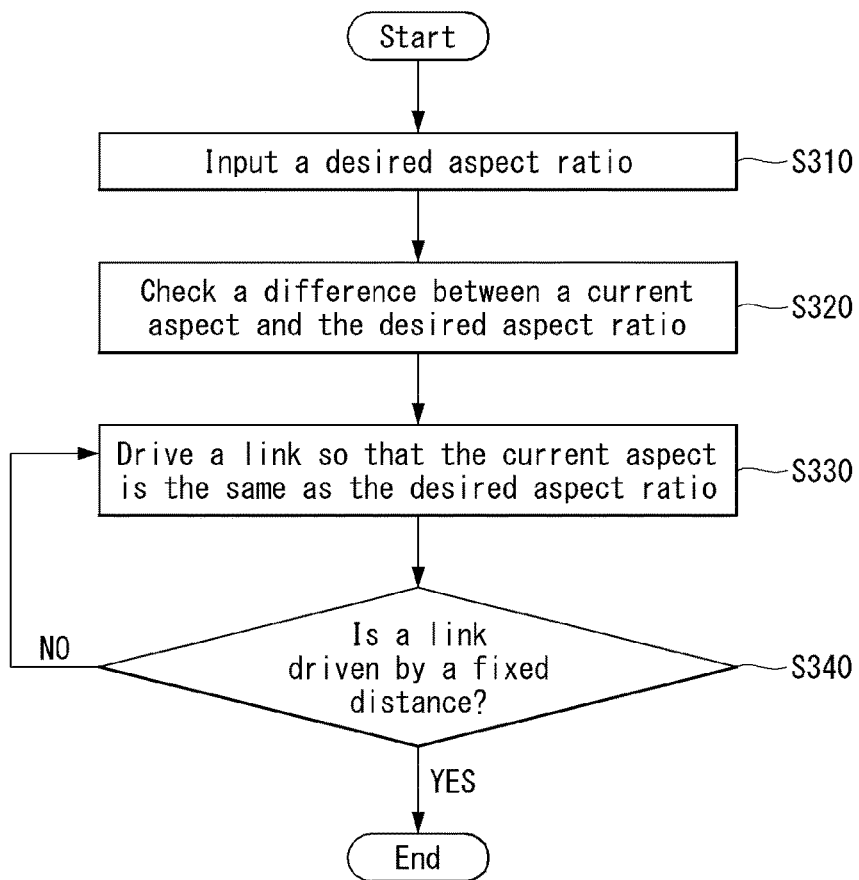 Start
Input a desired aspect ratio
S310
Check a difference between a current
aspect and the desired aspect ratio
S320
Drive a link so that the current aspect
is the same as the desired aspect ratio
S330
Is a link
driven by a fixed
distance?
S340
NO
YES
End